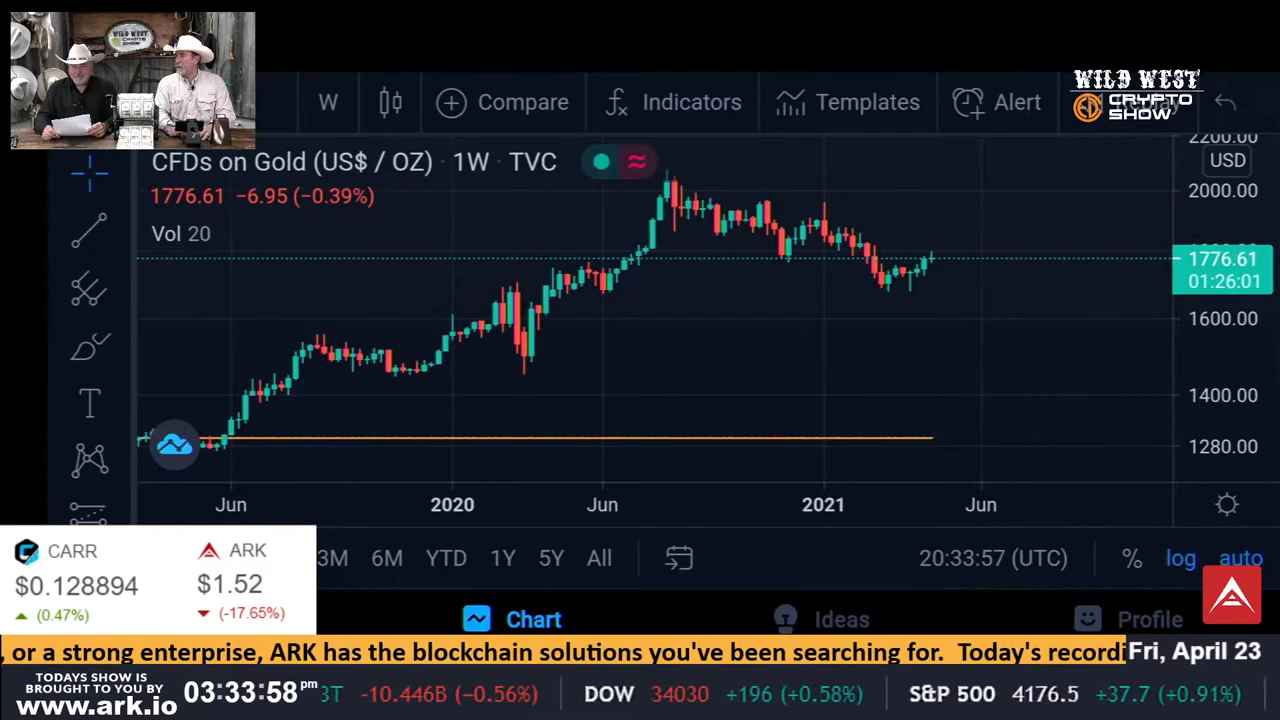 WILD WEST
CRYPTO
SHOW
W
Compare
Indicators
Templates
Alert
WILD WEST
CRYPTO
SHOW
CFDs on Gold (US$ / OZ) · 1W · TVC
1776.61 −6.95 (−0.39%)
Vol 20
2200.00
USD
2000.00
1776.61
01:26:01
1600.00
1400.00
1280.00
Jun
2020
Jun
2021
Jun
3M
6M
YTD
1Y
5Y
All
20:33:57 (UTC)
%
log
auto
CARR
$0.128894
(0.47%)
ARK
$1.52
(-17.65%)
Chart
Ideas
Profile
, or a strong enterprise, ARK has the blockchain solutions you've been searching for. Today's recordi
Fri, April 23
TODAYS SHOW IS
BROUGHT TO YOU BY
www.ark.io
03:33:58 pm
3T -10.446B (−0.56%)
DOW 34030 +196 (+0.58%)
S&P 500 4176.5 +37.7 (+0.91%)